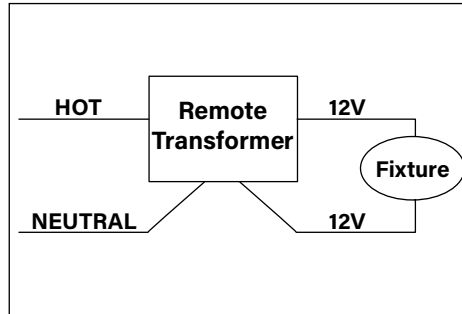 HOT
Remote
Transformer
12V
Fixture
NEUTRAL
12V